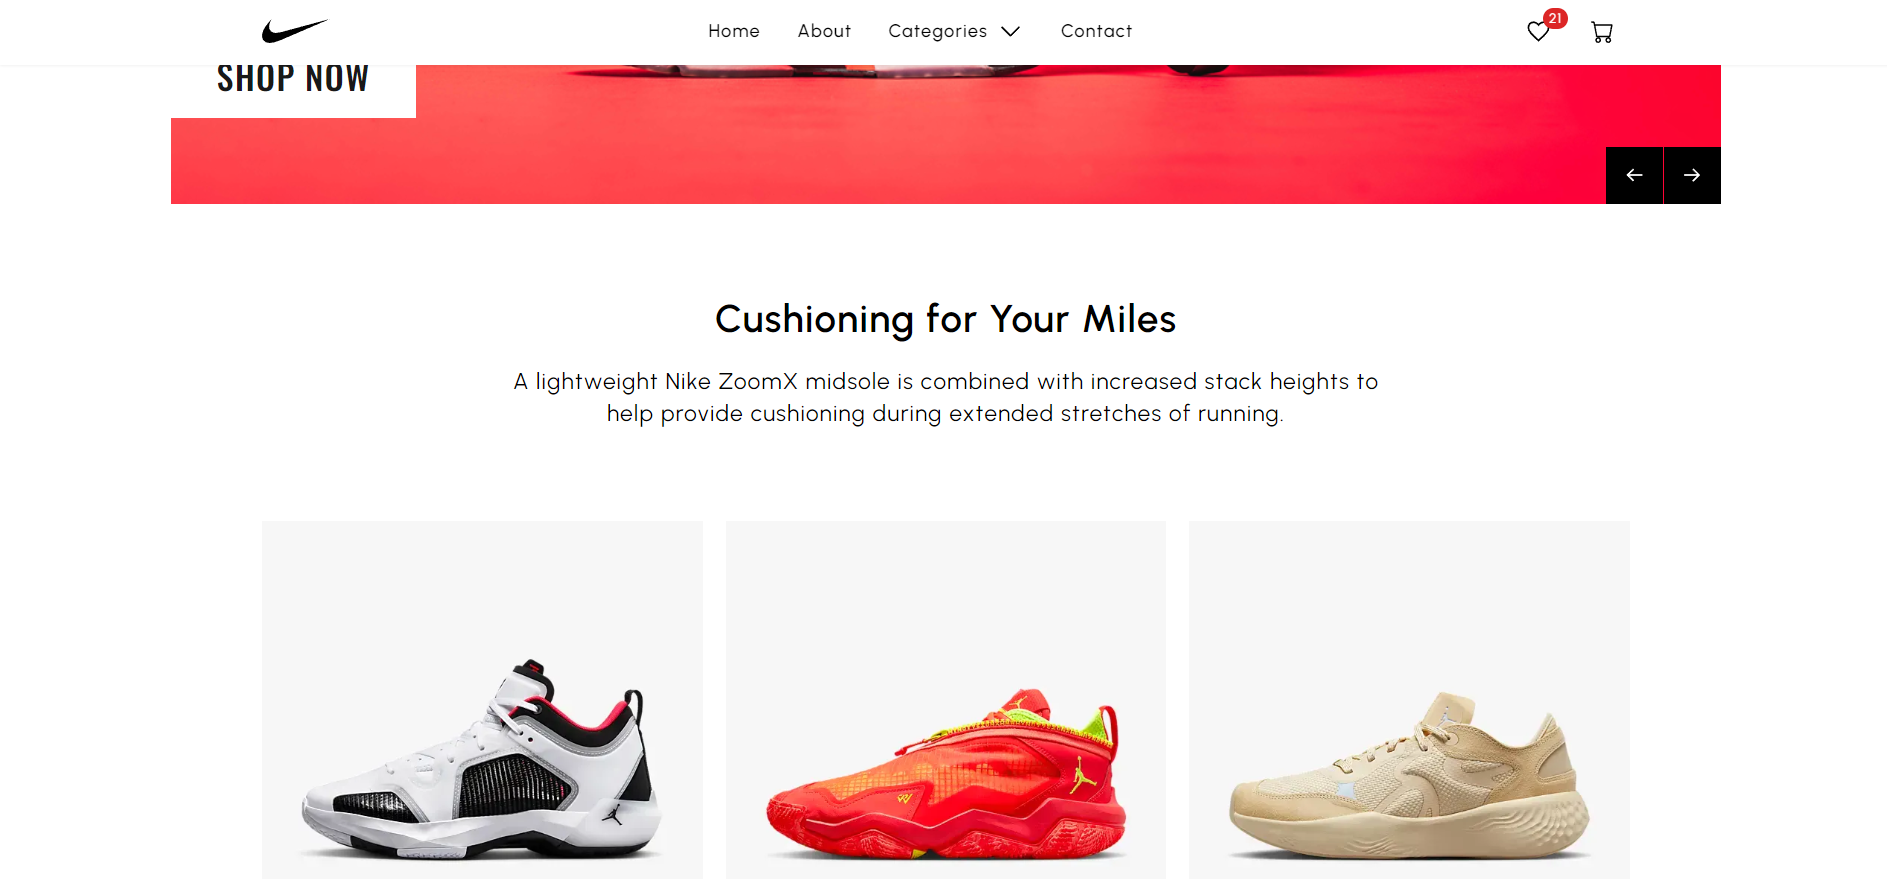 Home About Categories Contact
21
SHOP NOW
Cushioning for Your Miles
A lightweight Nike ZoomX midsole is combined with increased stack heights to
help provide cushioning during extended stretches of running.